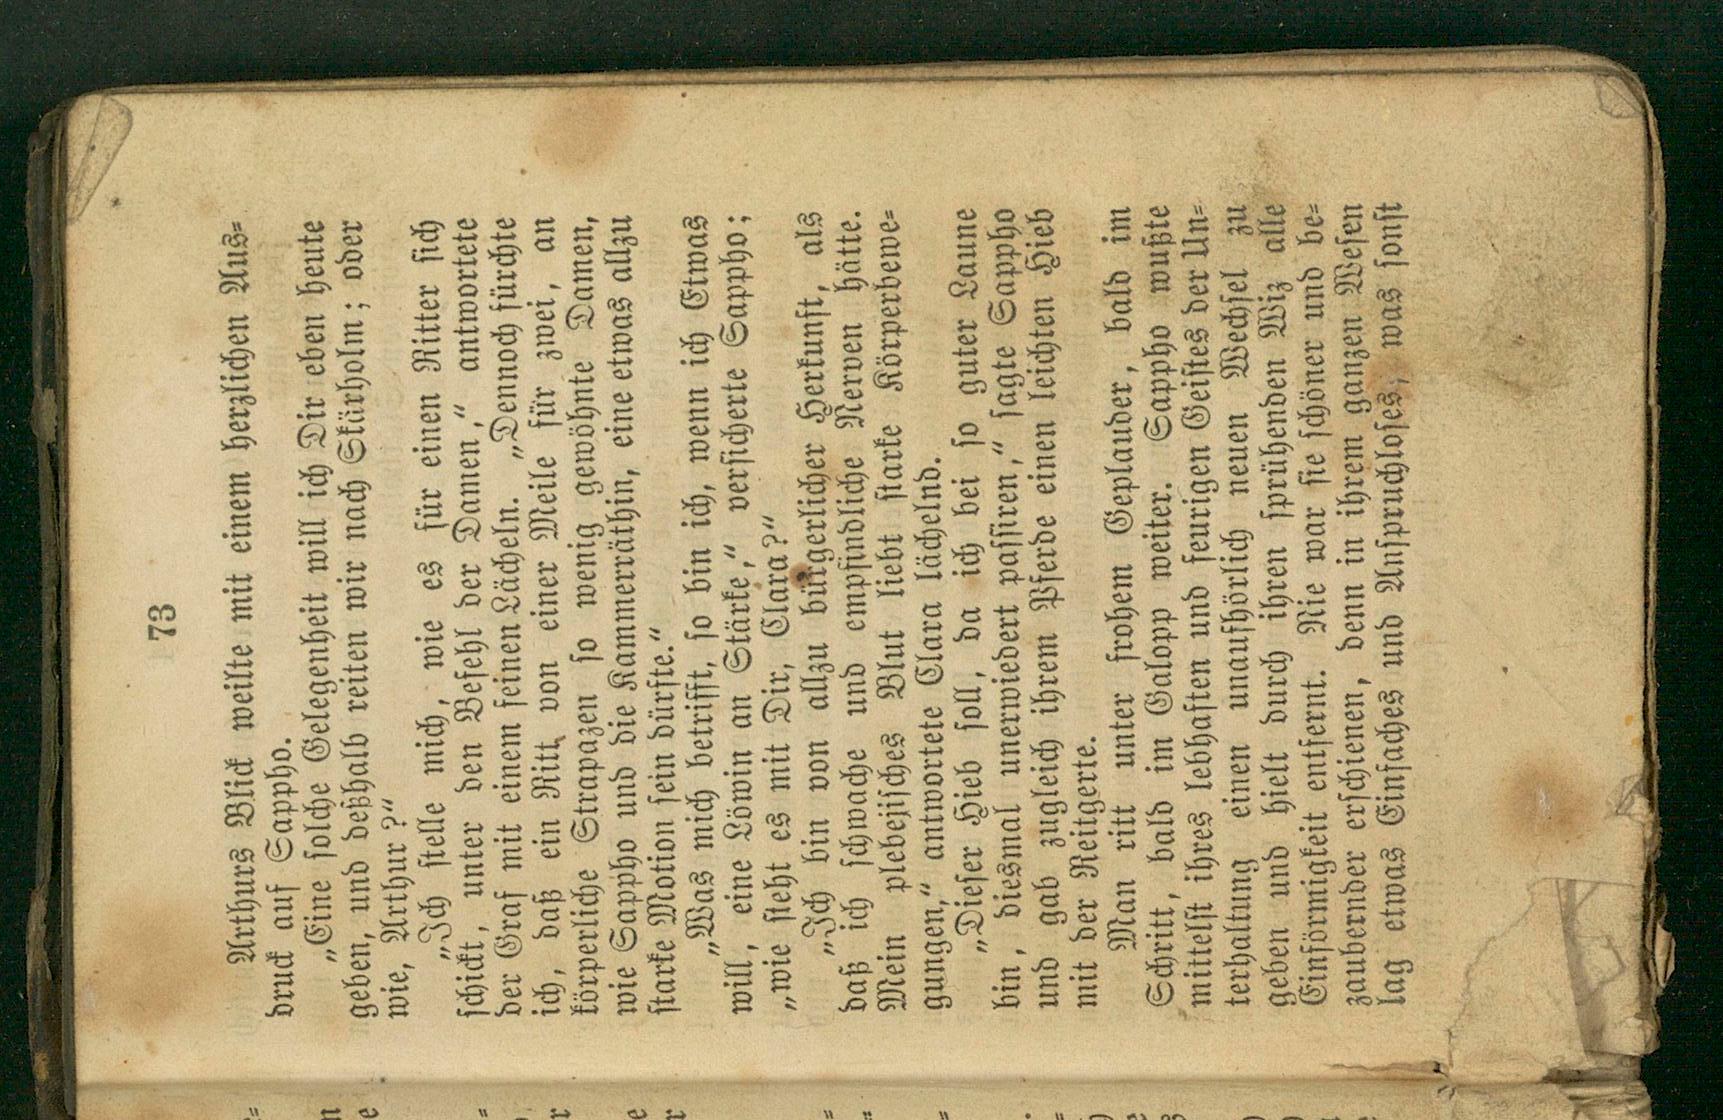 73
Arthurs Blick weilte mit einem herzlichen Aus=
druck auf Sappho.
„Eine solche Gelegenheit will ich Dir eben heute
geben, und deßhalb reiten wir nach Skärholm; oder
wie, Arthur?“
„Ich stelle mich, wie es für einen Ritter sich
schickt, unter den Befehl der Damen,“ antwortete
der Graf mit einem feinen Lächeln. „Dennoch fürchte
ich, daß ein Ritt von einer Meile für zwei, an
körperliche Strapazen so wenig gewöhnte Damen,
wie Sappho und die Kammerräthin, eine etwas allzu
starke Motion sein dürfte.“
„Was mich betrifft, so bin ich, wenn ich Etwas
will, eine Löwin an Stärke,“ versicherte Sappho;
„wie steht es mit Dir, Clara?“
„Ich bin von allzu bürgerlicher Herkunft, als
daß ich schwache und empfindliche Nerven hätte.
Mein plebejisches Blut liebt starke Körperbewe=
gungen,“ antwortete Clara lächelnd.
„Dieser Hieb soll, da ich bei so guter Laune
bin, diesmal unerwiedert passiren,“ sagte Sappho
und gab zugleich ihrem Pferde einen leichten Hieb
mit der Reitgerte.
Man ritt unter frohem Geplauder, bald im
Schritt, bald im Galopp weiter. Sappho wußte
mittelst ihres lebhaften und feurigen Geistes der Un=
terhaltung einen unaufhörlich neuen Wechsel zu
geben und hielt durch ihren sprühenden Wiz alle
Einförmigkeit entfernt. Nie war sie schöner und be=
zaubernder erschienen, denn in ihrem ganzen Wesen
lag etwas Einfaches und Anspruchloses, was sonst